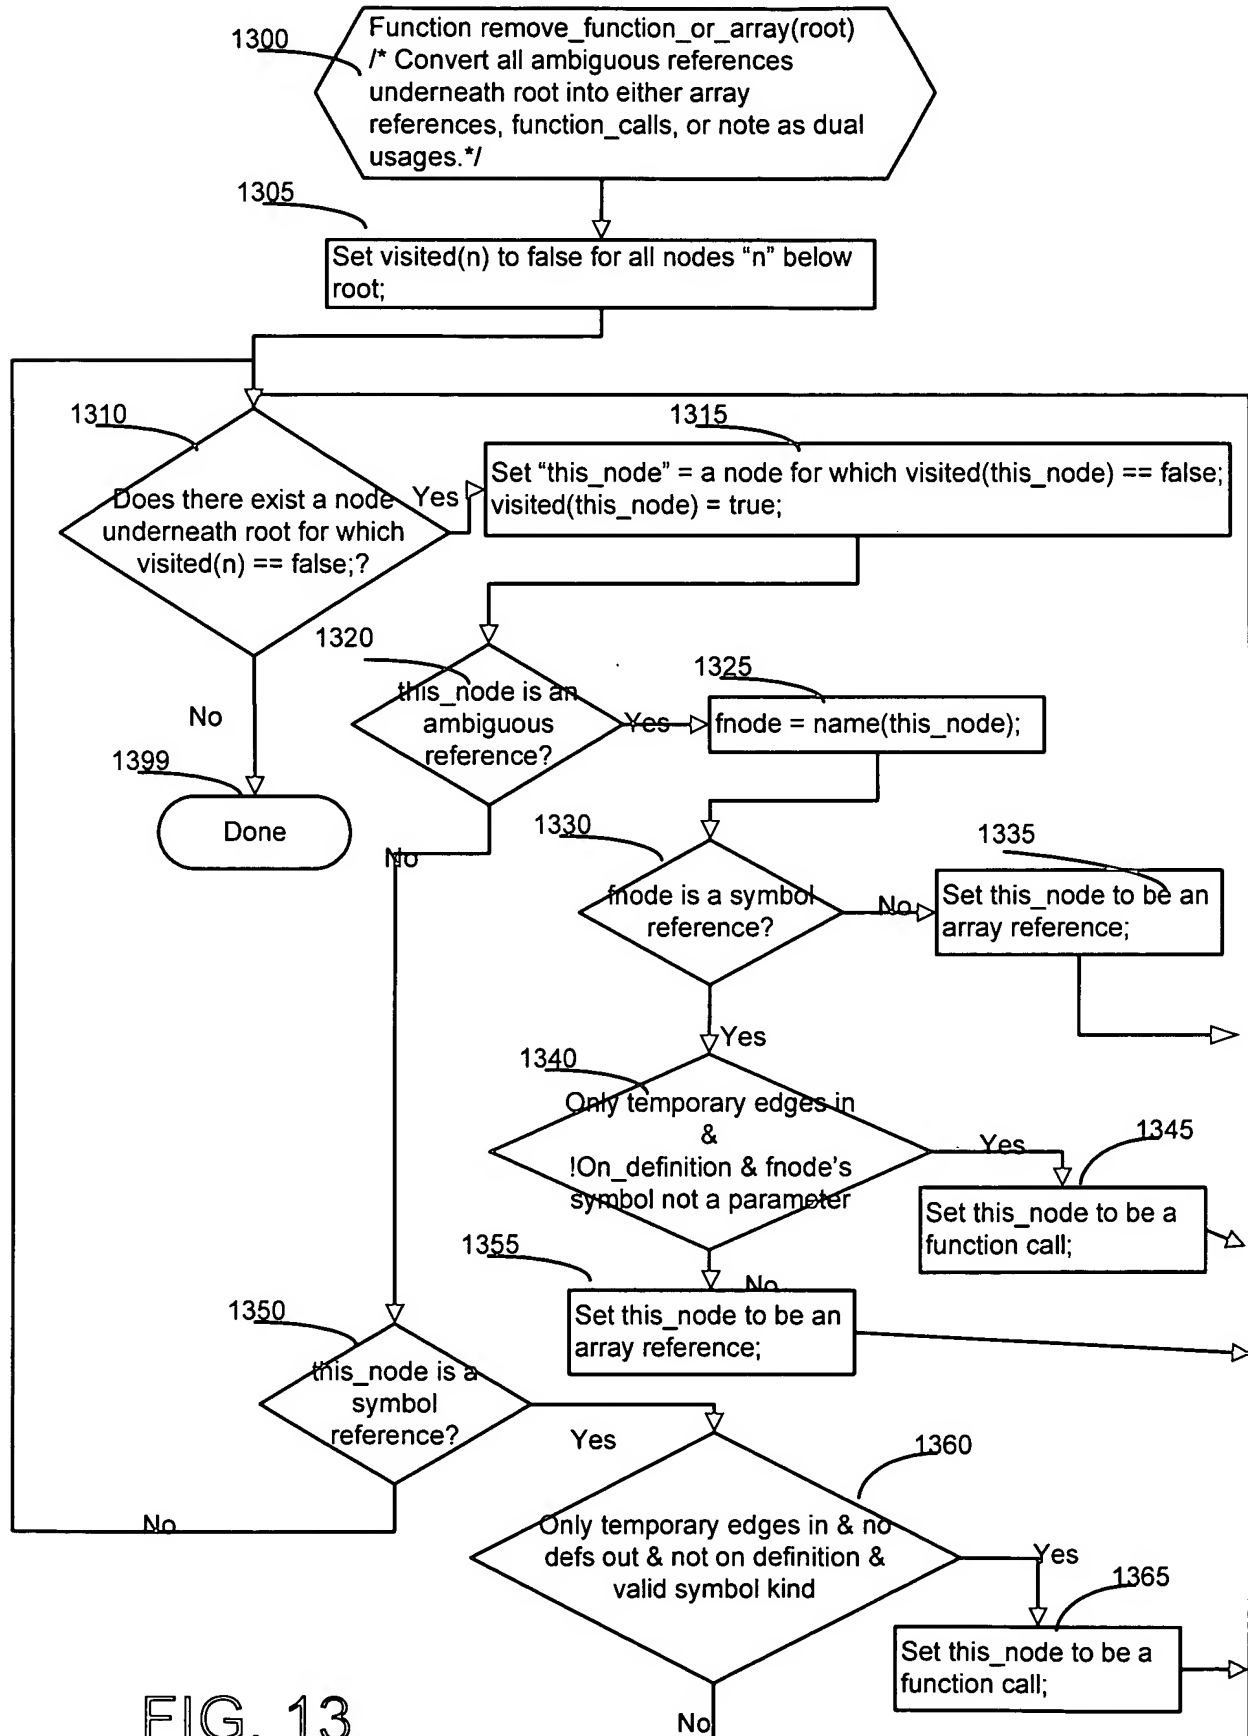 1300
Function remove_function_or_array(root)
/* Convert all ambiguous references
underneath root into either array
references, function_calls, or note as dual
usages.*/
1305
Set visited(n) to false for all nodes “n” below
root;
1310
Does there exist a node
underneath root for which
visited(n) == false;?
Yes
1315
Set “this_node” = a node for which visited(this_node) == false;
visited(this_node) = true;
No
1399
Done
1320
this_node is an
ambiguous
reference?
Yes
1325
fnode = name(this_node);
No
1330
fnode is a symbol
reference?
No
1335
Set this_node to be an
array reference;
Yes
1340
Only temporary edges in
&
!On_definition & fnode's
symbol not a parameter
Yes
1345
Set this_node to be a
function call;
No
1355
Set this_node to be an
array reference;
1350
this_node is a
symbol
reference?
Yes
No
1360
Only temporary edges in & no
defs out & not on definition &
valid symbol kind
Yes
1365
Set this_node to be a
function call;
No
FIG. 13